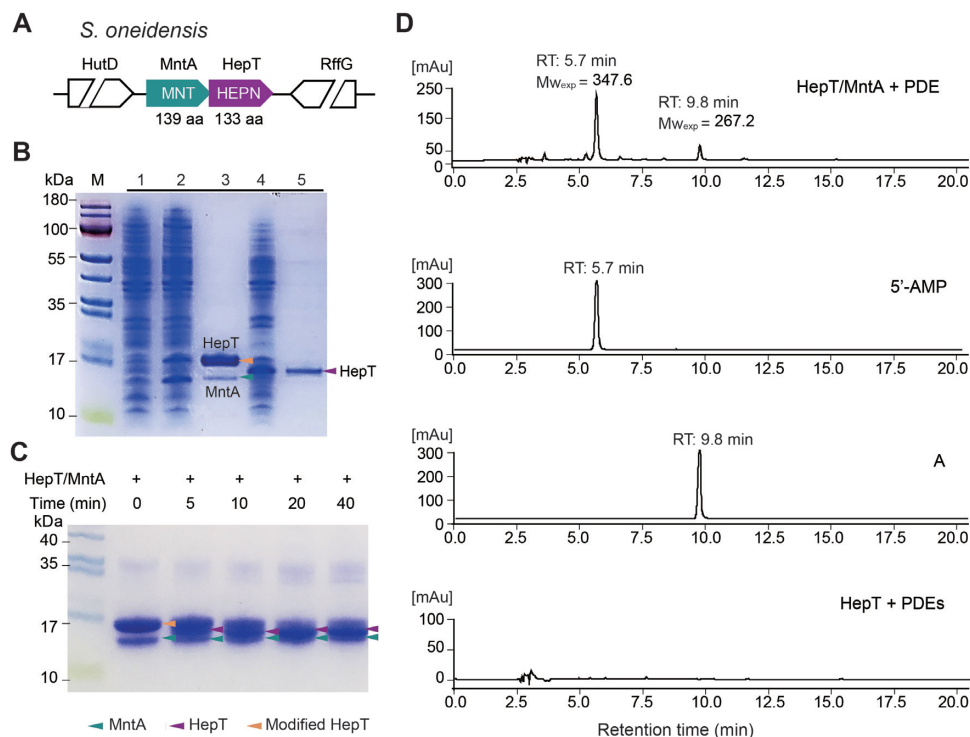 A
S. oneidensis
HutD MntA HepT RffG
MNT HEPN
139 aa 133 aa
B
kDa M 1 2 3 4 5
180
100
55
35
17
10
HepT
MntA
HepT
C
HepT/MntA + + + + +
Time (min) 0 5 10 20 40
kDa
40
35
17
10
MntA HepT Modified HepT
D
[mAu]
RT: 5.7 min
Mwexp = 347.6
RT: 9.8 min
Mwexp = 267.2
HepT/MntA + PDE
250
150
50
0
0.0 2.5 5.0 7.5 10.0 12.5 15.0 17.5 20.0
[mAu]
RT: 5.7 min
5’-AMP
300
200
100
0.0 2.5 5.0 7.5 10.0 12.5 15.0 17.5 20.0
[mAu]
RT: 9.8 min
A
300
200
100
0.0 2.5 5.0 7.5 10.0 12.5 15.0 17.5 20.0
[mAu]
HepT + PDEs
100
50
0
0.0 2.5 5.0 7.5 10.0 12.5 15.0 17.5 20.0
Retention time (min)